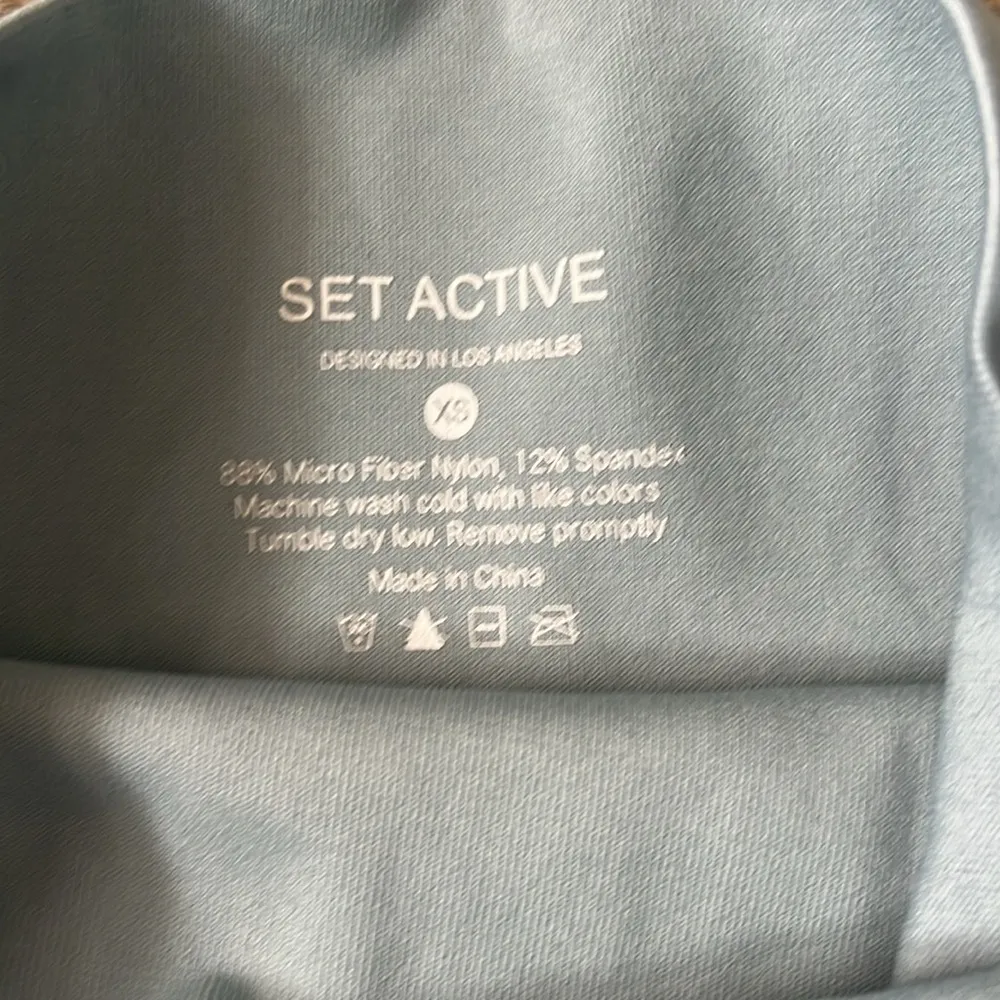 SET ACTIVE
DESIGNED IN LOS ANGELES
XS
88% Micro Fiber Nylon, 12% Spandex
Machine wash cold with like colors
Tumble dry low. Remove promptly
Made in China